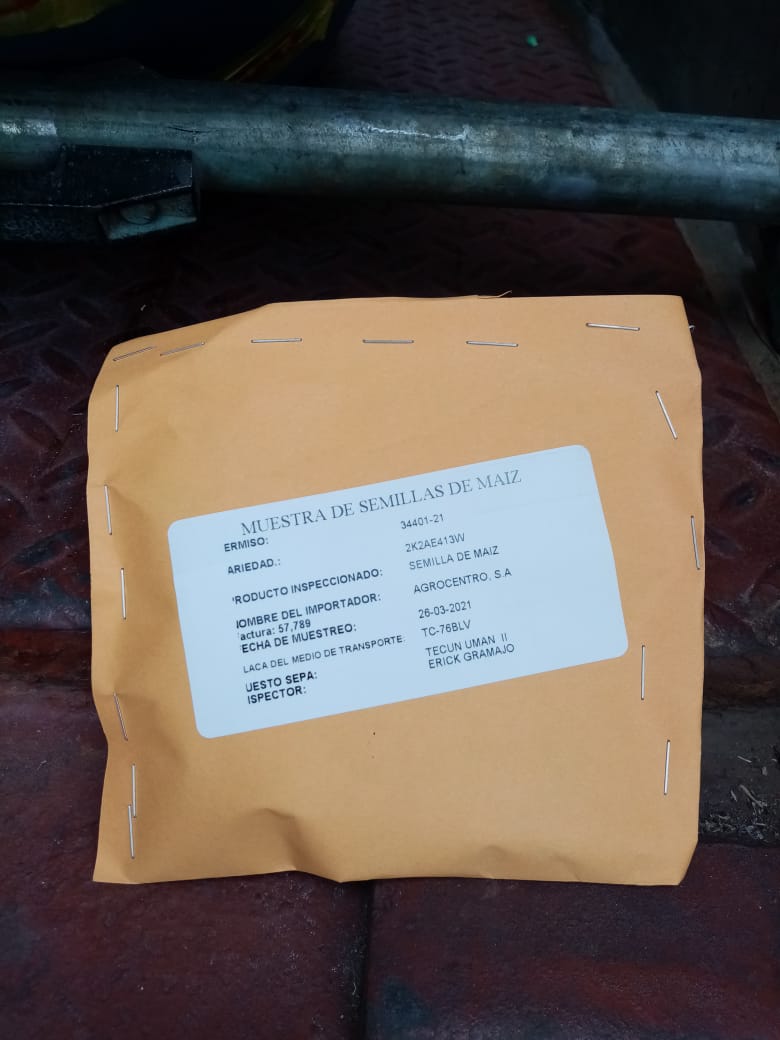 MUESTRA DE SEMILLAS DE MAIZ
ERMISO: 34401-21
ARIEDAD.: 2K2AE413W
RODUCTO INSPECCIONADO: SEMILLA DE MAIZ
OMBRE DEL IMPORTADOR: AGROCENTRO, S.A
actura: 57,789
ECHA DE MUESTREO: 26-03-2021
LACA DEL MEDIO DE TRANSPORTE: TC-76BLV
UESTO SEPA: TECUN UMAN II
SPECTOR: ERICK GRAMAJO